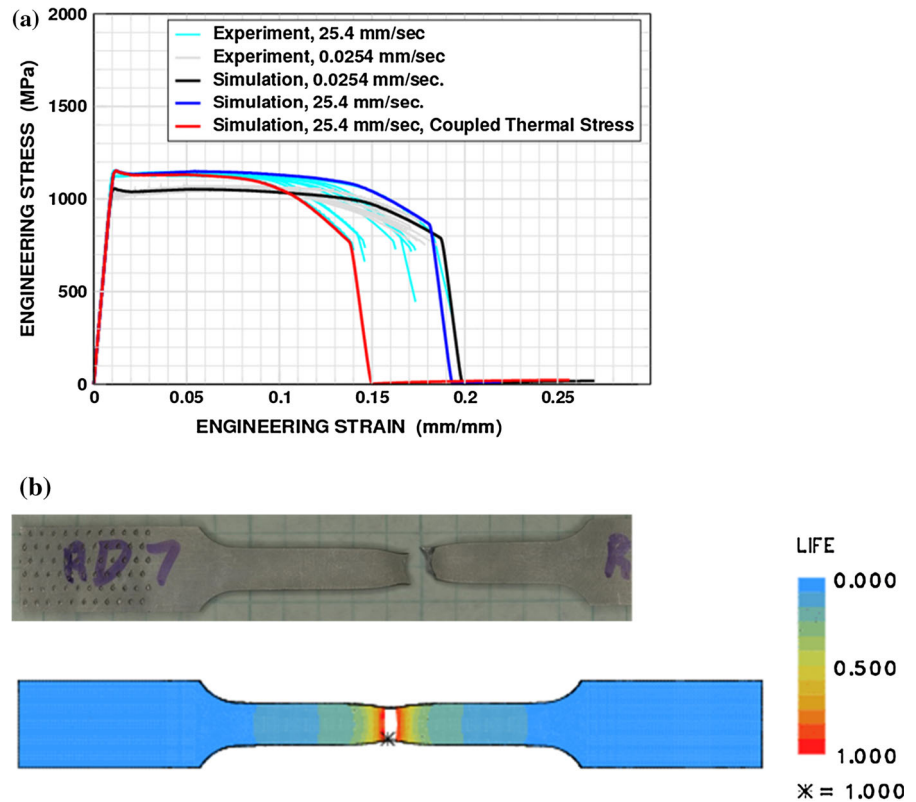 (a)
2000
1500
1000
500
0
ENGINEERING STRESS (MPa)
Experiment, 25.4 mm/sec
Experiment, 0.0254 mm/sec
Simulation, 0.0254 mm/sec.
Simulation, 25.4 mm/sec.
Simulation, 25.4 mm/sec, Coupled Thermal Stress
0 0.05 0.1 0.15 0.2 0.25
ENGINEERING STRAIN (mm/mm)
(b)
RD 7
R
LIFE
0.000
0.500
1.000
Ж = 1.000